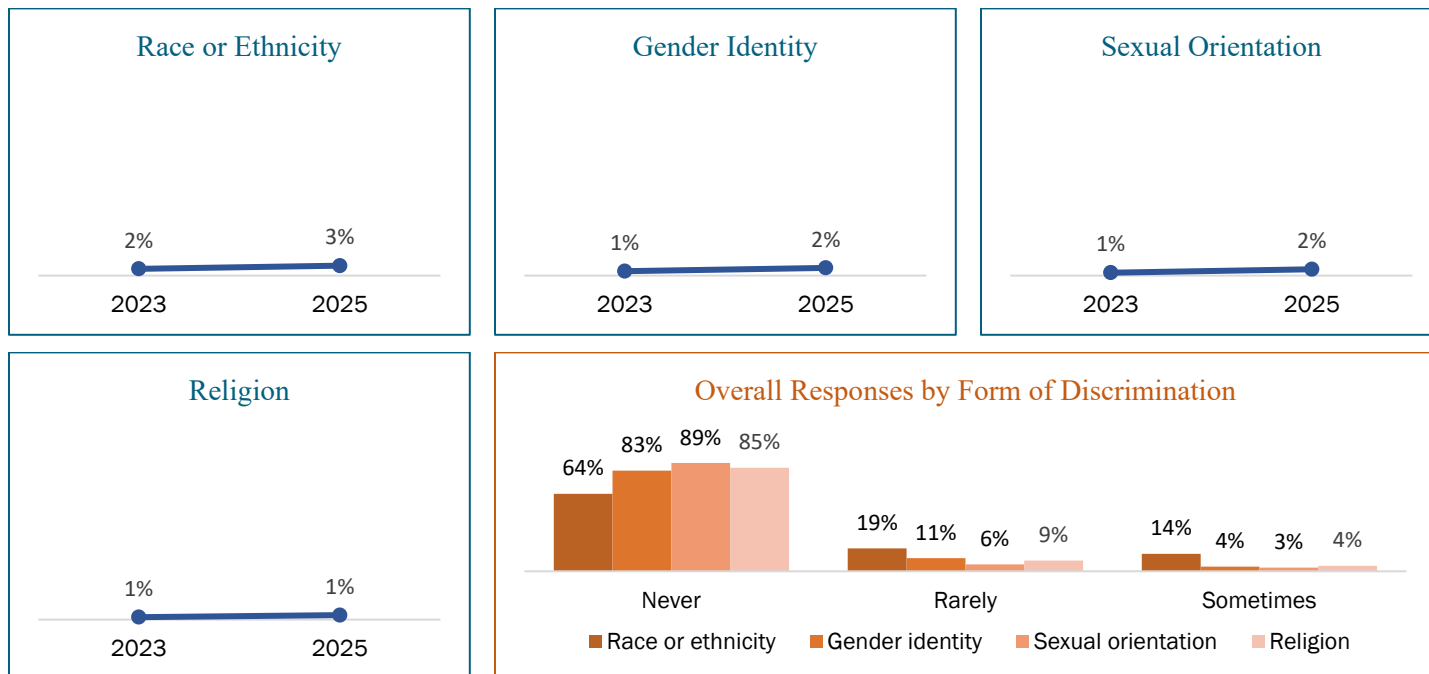 Race or Ethnicity
2%
3%
2023
2025
Gender Identity
1%
2%
2023
2025
Sexual Orientation
1%
2%
2023
2025
Religion
1%
1%
2023
2025
Overall Responses by Form of Discrimination
64%
83%
89%
85%
19%
11%
6%
9%
14%
4%
3%
4%
Never
Rarely
Sometimes
Race or ethnicity
Gender identity
Sexual orientation
Religion